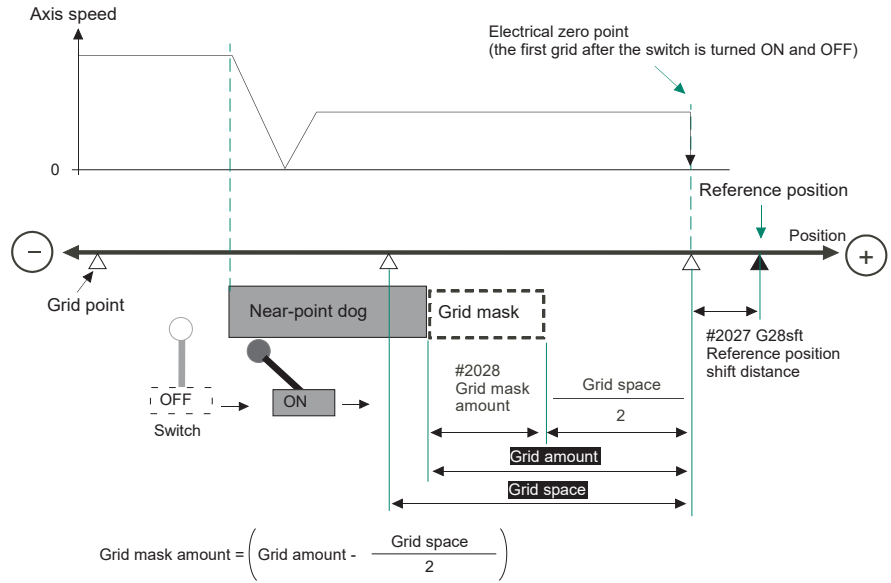 Axis speed
Electrical zero point
(the first grid after the switch is turned ON and OFF)
0
Reference position
Position
−
+
Grid point
Near-point dog
Grid mask
#2027 G28sft
Reference position
shift distance
#2028
Grid mask
amount
Grid space
2
OFF
ON
Switch
Grid amount
Grid space
Grid mask amount = ( Grid amount - Grid space
2 )